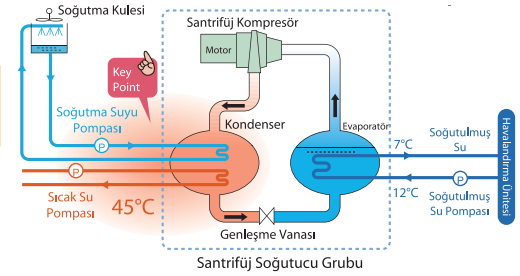 Soğutma Kulesi
Santrifüj Kompresör
Motor
Key
Point
Soğutma Suyu
Pompası
P
Kondenser
Evaporatör
7°C
Soğutulmuş
Su
P
Sıcak Su
Pompası
45°C
12°C
P
Soğutulmuş
Su Pompası
Havalandırma Ünitesi
Genleşme Vanası
Santrifüj Soğutucu Grubu